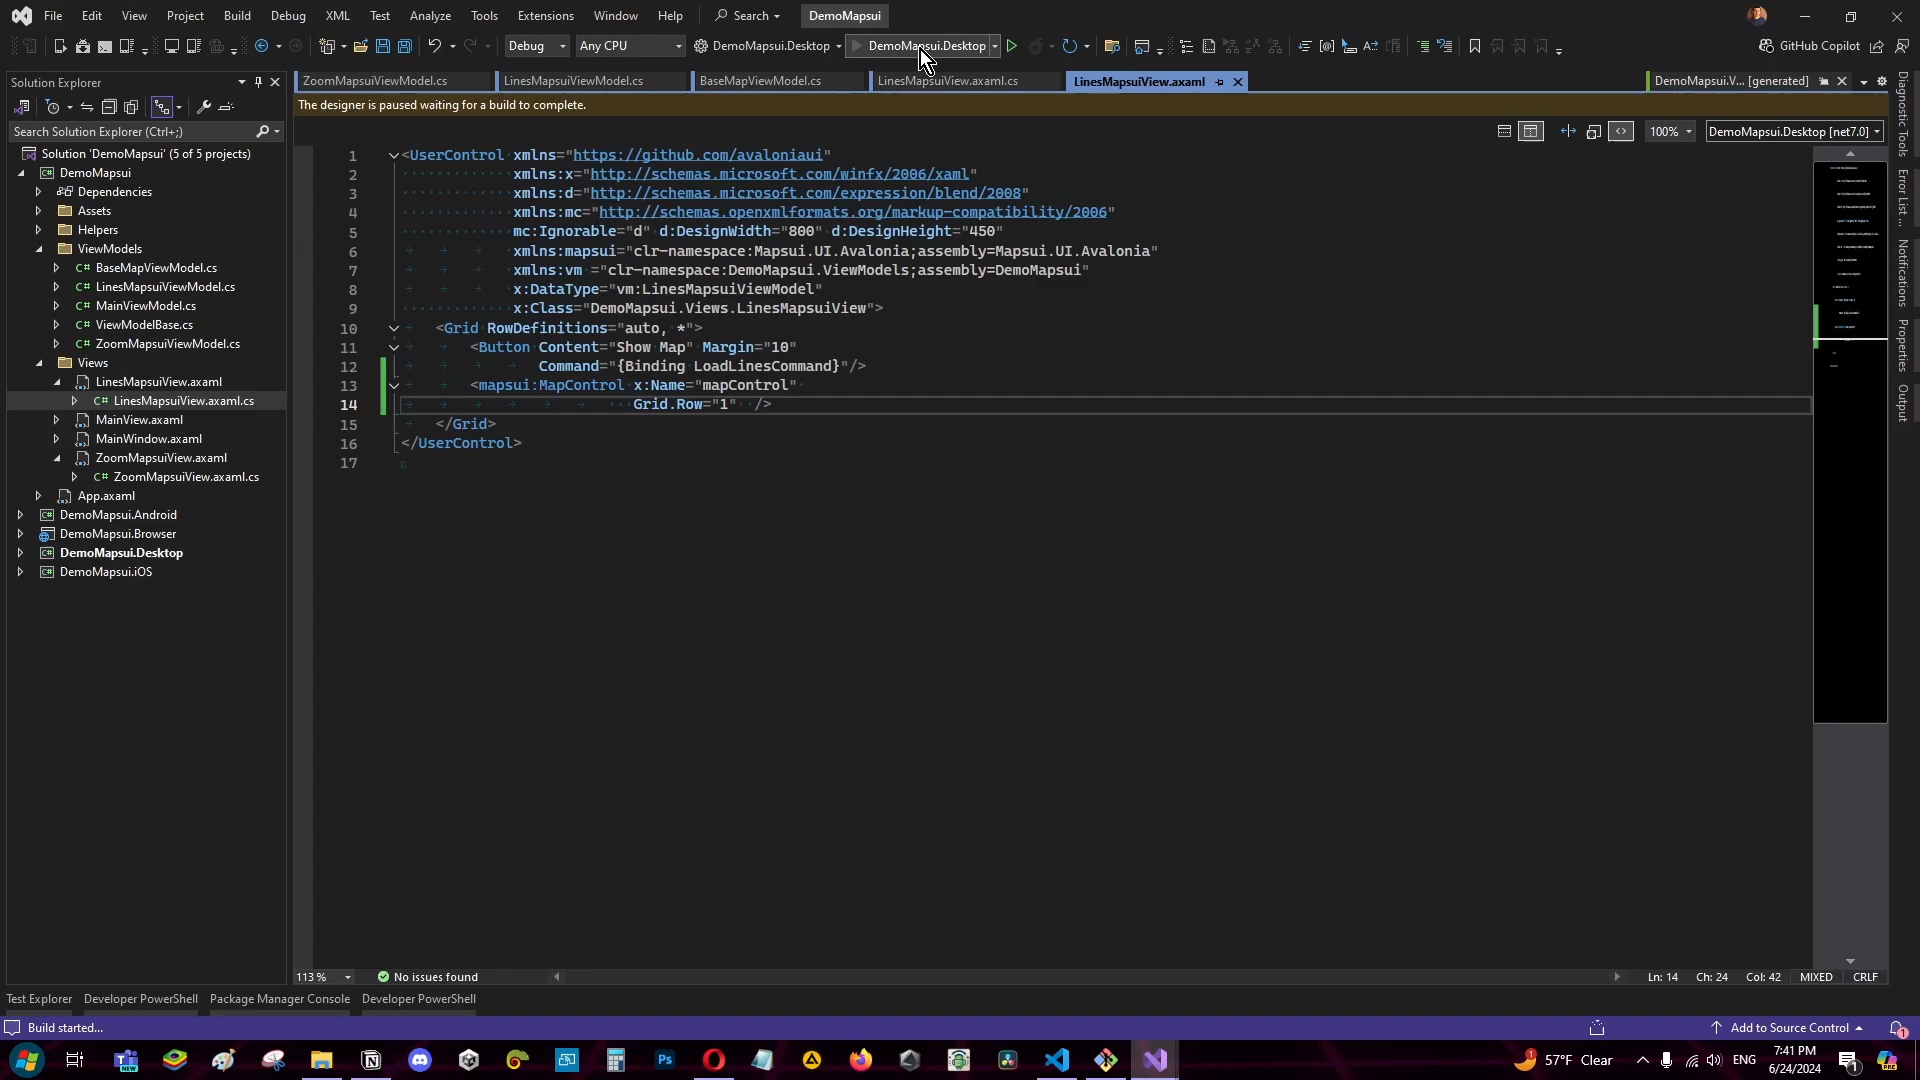 File Edit View Project Build Debug XML Test Analyze Tools Extensions Window Help Search DemoMapsui
Debug Any CPU DemoMapsui.Desktop DemoMapsui.Desktop GitHub Copilot
Solution Explorer
ZoomMapsuiViewModel.cs LinesMapsuiViewModel.cs BaseMapViewModel.cs LinesMapsuiView.axaml.cs LinesMapsuiView.axaml DemoMapsui.V... [generated]
The designer is paused waiting for a build to complete.
100% DemoMapsui.Desktop [net7.0]
Search Solution Explorer (Ctrl+;)
Solution 'DemoMapsui' (5 of 5 projects)
DemoMapsui
Dependencies
Assets
Helpers
ViewModels
BaseMapViewModel.cs
LinesMapsuiViewModel.cs
MainViewModel.cs
ViewModelBase.cs
ZoomMapsuiViewModel.cs
Views
LinesMapsuiView.axaml
LinesMapsuiView.axaml.cs
MainView.axaml
MainWindow.axaml
ZoomMapsuiView.axaml
ZoomMapsuiView.axaml.cs
App.axaml
DemoMapsui.Android
DemoMapsui.Browser
DemoMapsui.Desktop
DemoMapsui.iOS
1 <UserControl xmlns="https://github.com/avaloniaui"
2 xmlns:x="http://schemas.microsoft.com/winfx/2006/xaml"
3 xmlns:d="http://schemas.microsoft.com/expression/blend/2008"
4 xmlns:mc="http://schemas.openxmlformats.org/markup-compatibility/2006"
5 mc:Ignorable="d" d:DesignWidth="800" d:DesignHeight="450"
6 xmlns:mapsui="clr-namespace:Mapsui.UI.Avalonia;assembly=Mapsui.UI.Avalonia"
7 xmlns:vm ="clr-namespace:DemoMapsui.ViewModels;assembly=DemoMapsui"
8 x:DataType="vm:LinesMapsuiViewModel"
9 x:Class="DemoMapsui.Views.LinesMapsuiView">
10 <Grid RowDefinitions="auto, *">
11 <Button Content="Show Map" Margin="10"
12 Command="{Binding LoadLinesCommand}"/>
13 <mapsui:MapControl x:Name="mapControl"
14 Grid.Row="1" />
15 </Grid>
16 </UserControl>
17
Diagnostic Tools
Error List ...
Notifications
Properties
Output
113 % No issues found Ln: 14 Ch: 24 Col: 42 MIXED CRLF
Test Explorer Developer PowerShell Package Manager Console Developer PowerShell
Build started... Add to Source Control 1
57°F Clear ENG 7:41 PM
6/24/2024